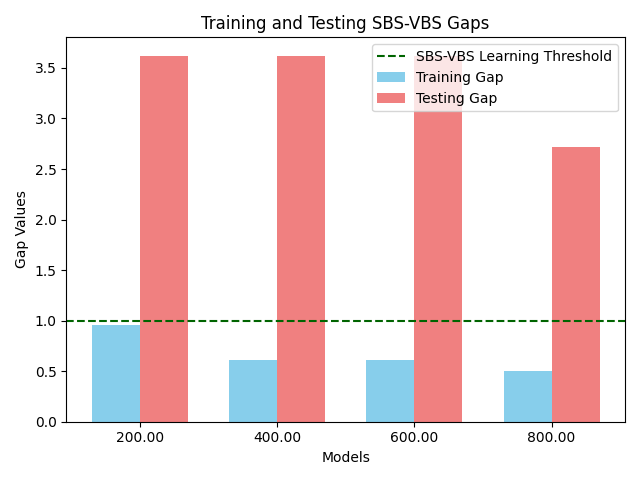 Training and Testing SBS-VBS Gaps
SBS-VBS Learning Threshold
Training Gap
Testing Gap
Gap Values
3.5
3.0
2.5
2.0
1.5
1.0
0.5
0.0
200.00
400.00
600.00
800.00
Models